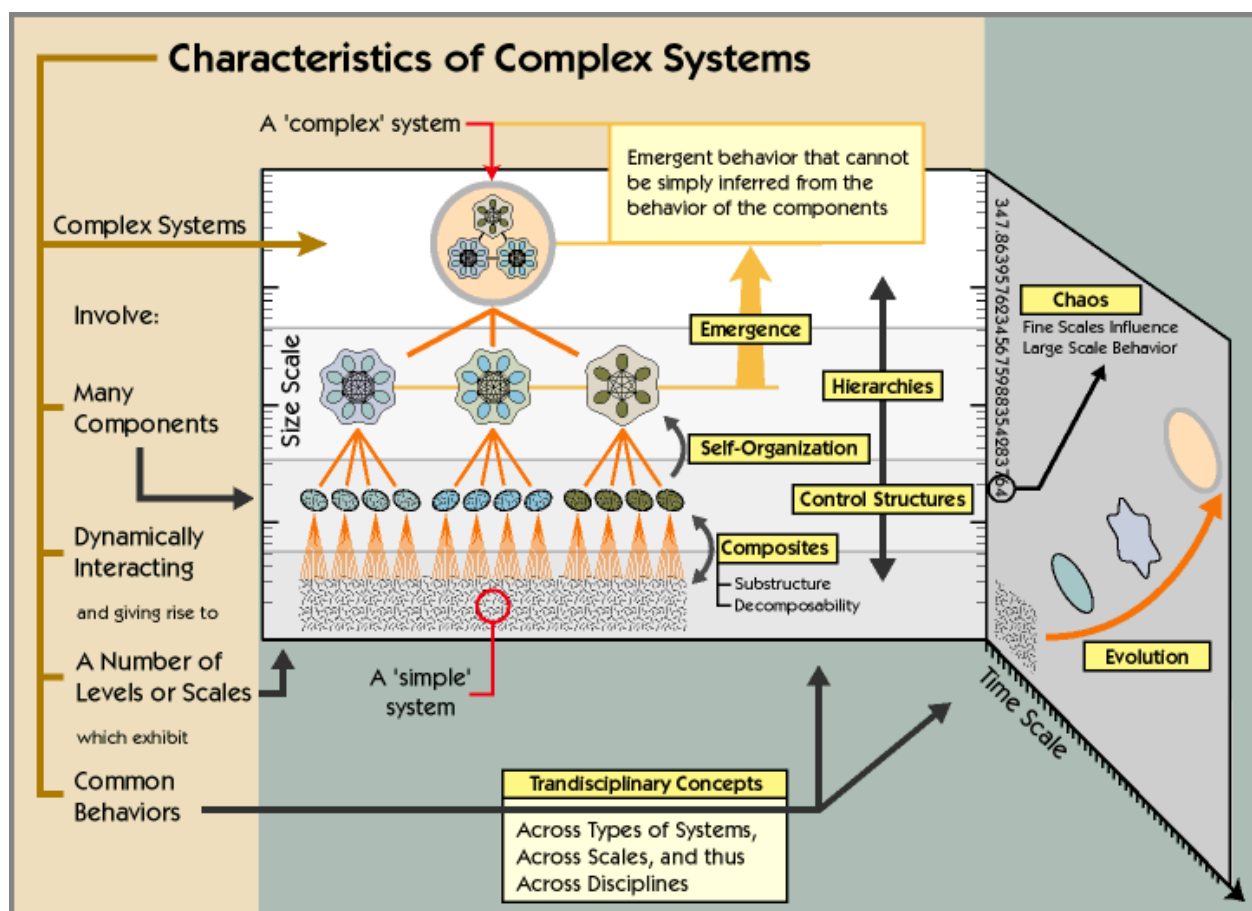 Characteristics of Complex Systems
A 'complex' system
Emergent behavior that cannot
be simply inferred from the
behavior of the components
Complex Systems
Involve:
Many
Components
Dynamically
Interacting
and giving rise to
A Number of
Levels or Scales
which exhibit
Common
Behaviors
Size Scale
Emergence
Hierarchies
Self-Organization
Control Structures
Composites
Substructure
Decomposability
A 'simple'
system
347.86395762345675988354283764
Chaos
Fine Scales Influence
Large Scale Behavior
Evolution
Time Scale
Trandisciplinary Concepts
Across Types of Systems,
Across Scales, and thus
Across Disciplines